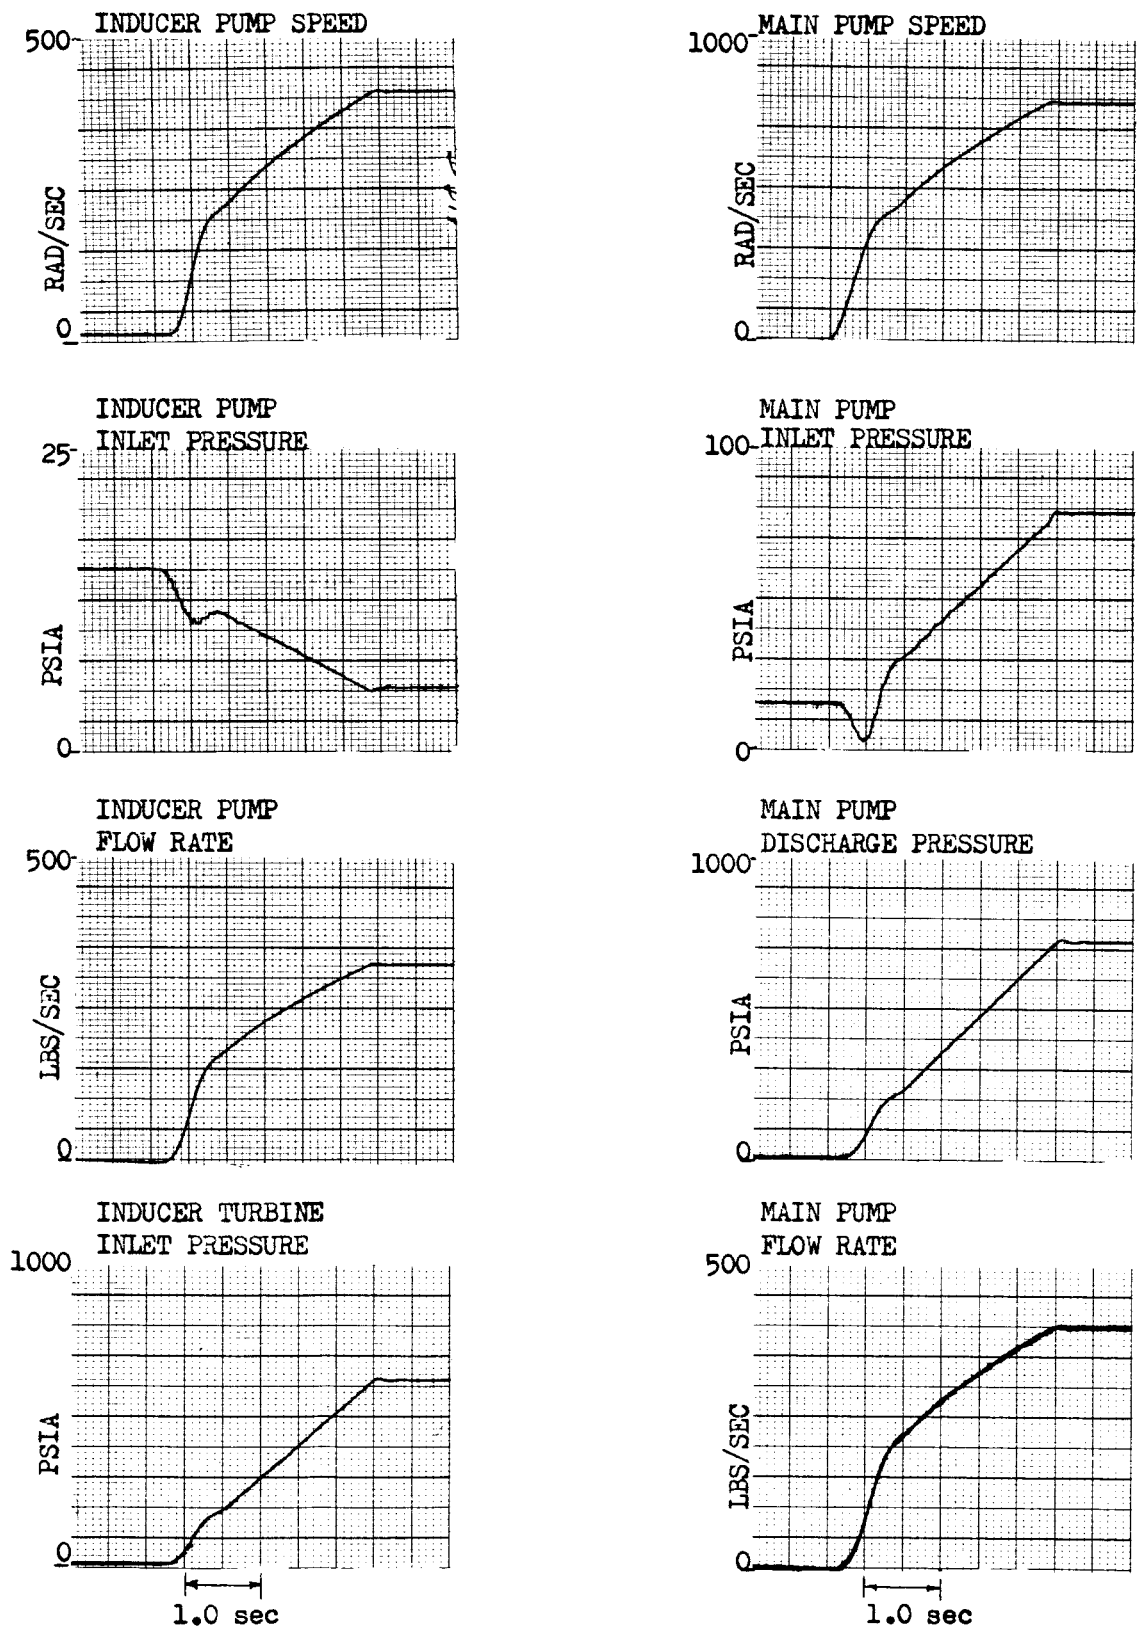 INDUCER PUMP SPEED
500
RAD/SEC
0
MAIN PUMP SPEED
1000
RAD/SEC
0
INDUCER PUMP
INLET PRESSURE
25
PSIA
0
MAIN PUMP
INLET PRESSURE
100
PSIA
0
INDUCER PUMP
FLOW RATE
500
LBS/SEC
0
MAIN PUMP
DISCHARGE PRESSURE
1000
PSIA
0
INDUCER TURBINE
INLET PRESSURE
1000
PSIA
0
1.0 sec
MAIN PUMP
FLOW RATE
500
LBS/SEC
0
1.0 sec